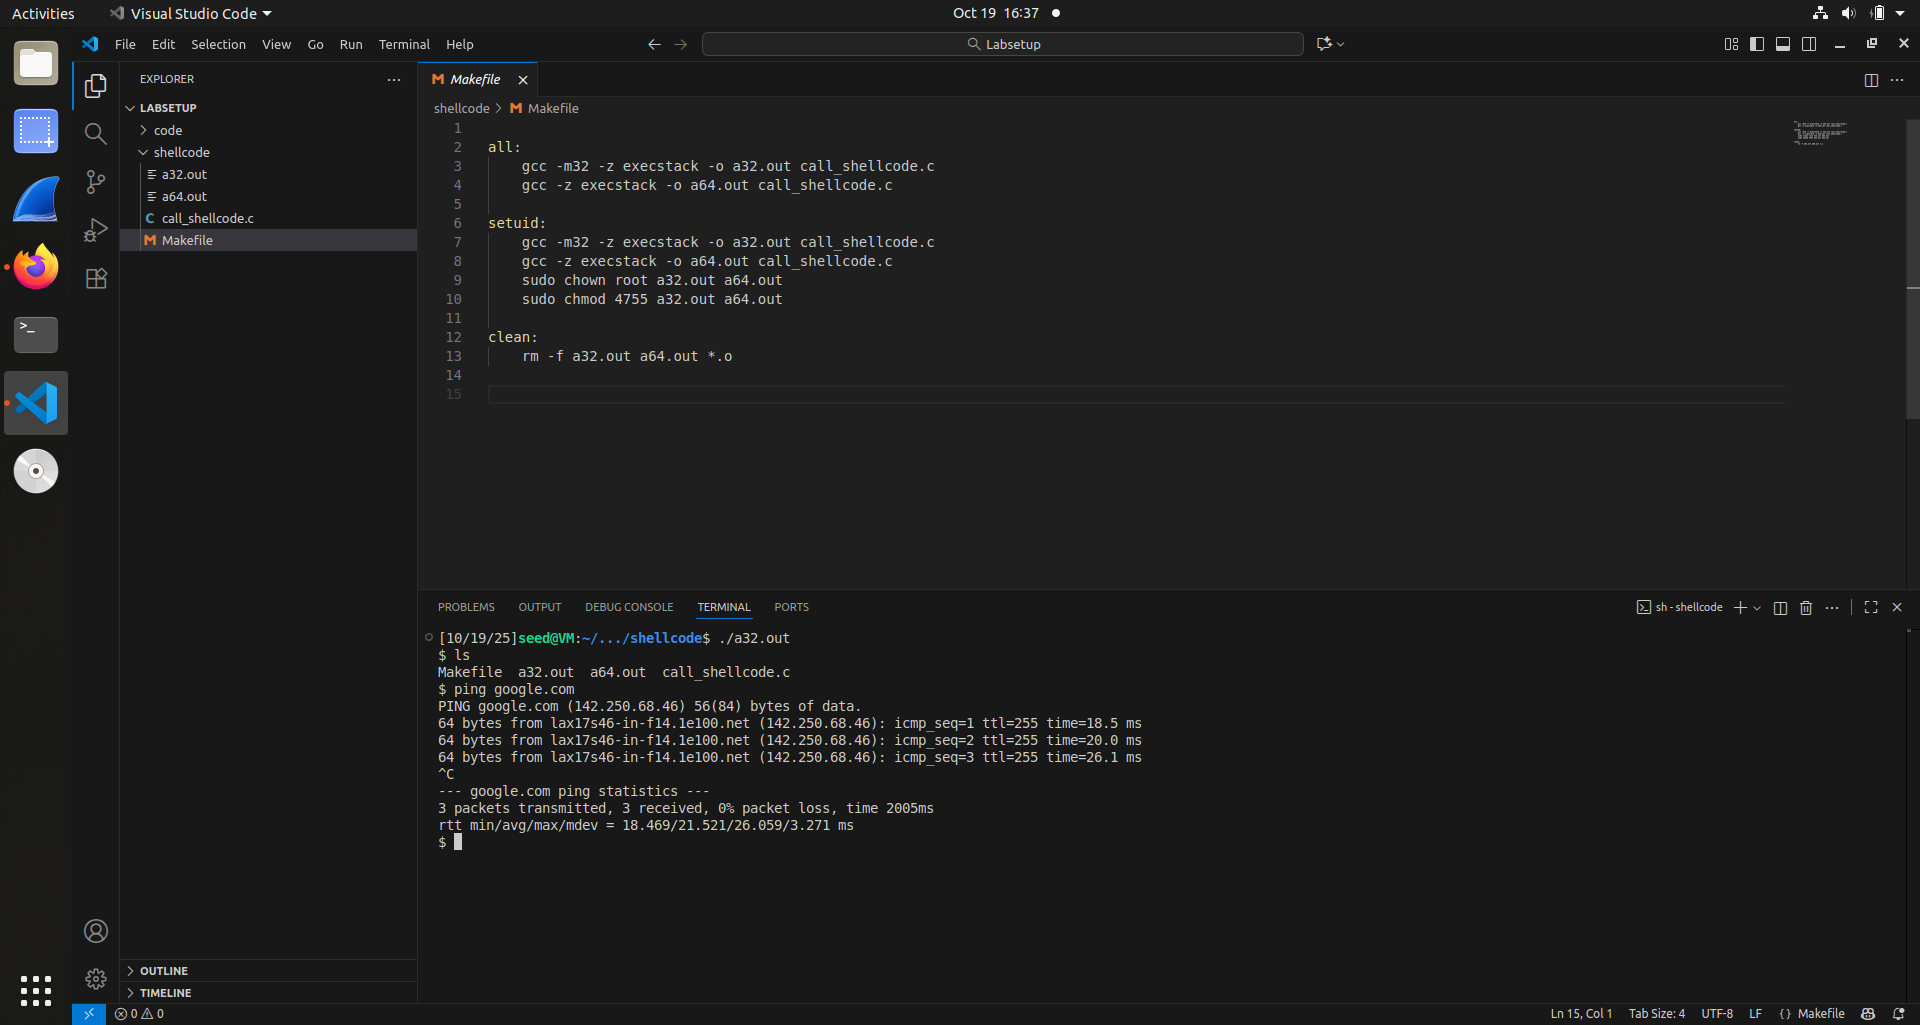 Activities
Visual Studio Code
Oct 19 16:37
File Edit Selection View Go Run Terminal Help
Labsetup
EXPLORER
LABSETUP
code
shellcode
a32.out
a64.out
C call_shellcode.c
M Makefile
M Makefile
shellcode > M Makefile
1
2 all:
3 gcc -m32 -z execstack -o a32.out call_shellcode.c
4 gcc -z execstack -o a64.out call_shellcode.c
5
6 setuid:
7 gcc -m32 -z execstack -o a32.out call_shellcode.c
8 gcc -z execstack -o a64.out call_shellcode.c
9 sudo chown root a32.out a64.out
10 sudo chmod 4755 a32.out a64.out
11
12 clean:
13 rm -f a32.out a64.out *.o
14
15
PROBLEMS OUTPUT DEBUG CONSOLE TERMINAL PORTS
sh - shellcode
[10/19/25]seed@VM:~/.../shellcode$ ./a32.out
$ ls
Makefile a32.out a64.out call_shellcode.c
$ ping google.com
PING google.com (142.250.68.46) 56(84) bytes of data.
64 bytes from lax17s46-in-f14.1e100.net (142.250.68.46): icmp_seq=1 ttl=255 time=18.5 ms
64 bytes from lax17s46-in-f14.1e100.net (142.250.68.46): icmp_seq=2 ttl=255 time=20.0 ms
64 bytes from lax17s46-in-f14.1e100.net (142.250.68.46): icmp_seq=3 ttl=255 time=26.1 ms
^C
--- google.com ping statistics ---
3 packets transmitted, 3 received, 0% packet loss, time 2005ms
rtt min/avg/max/mdev = 18.469/21.521/26.059/3.271 ms
$
OUTLINE
TIMELINE
0 0
Ln 15, Col 1 Tab Size: 4 UTF-8 LF {} Makefile